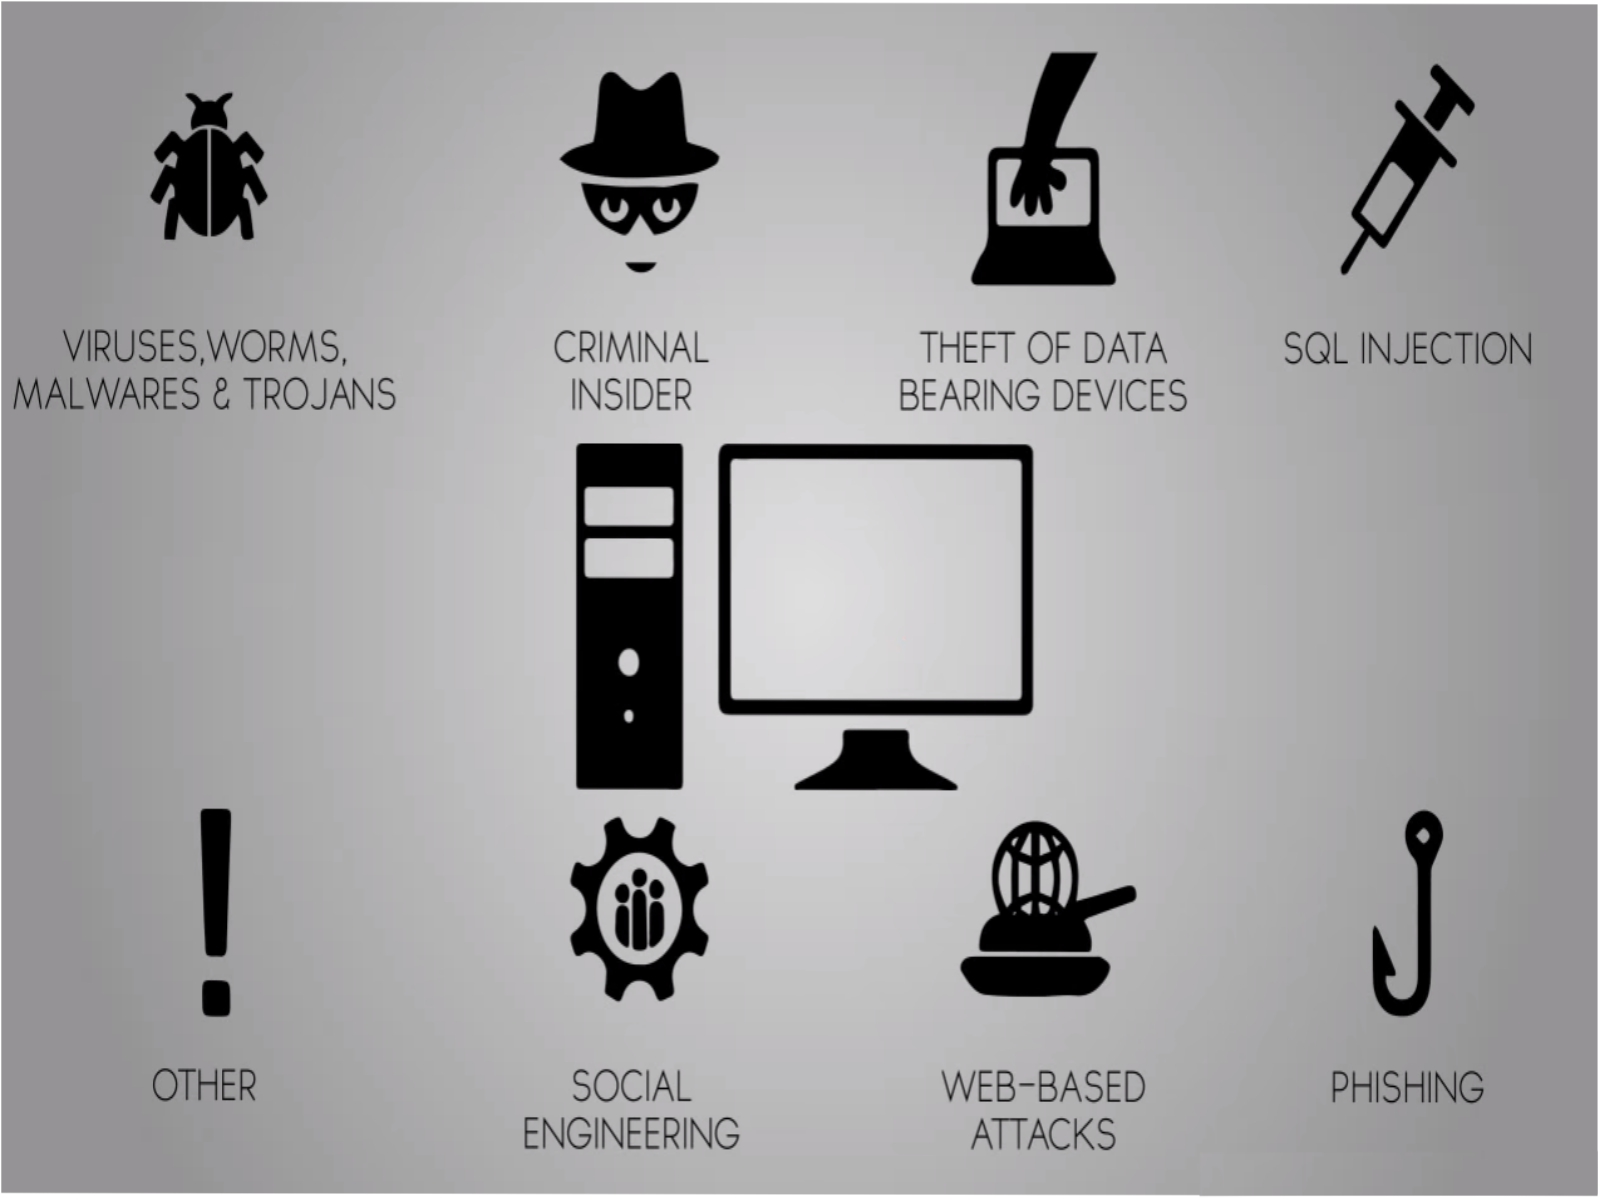 VIRUSES,WORMS,
MALWARES & TROJANS
CRIMINAL
INSIDER
THEFT OF DATA
BEARING DEVICES
SQL INJECTION
OTHER
SOCIAL
ENGINEERING
WEB-BASED
ATTACKS
PHISHING